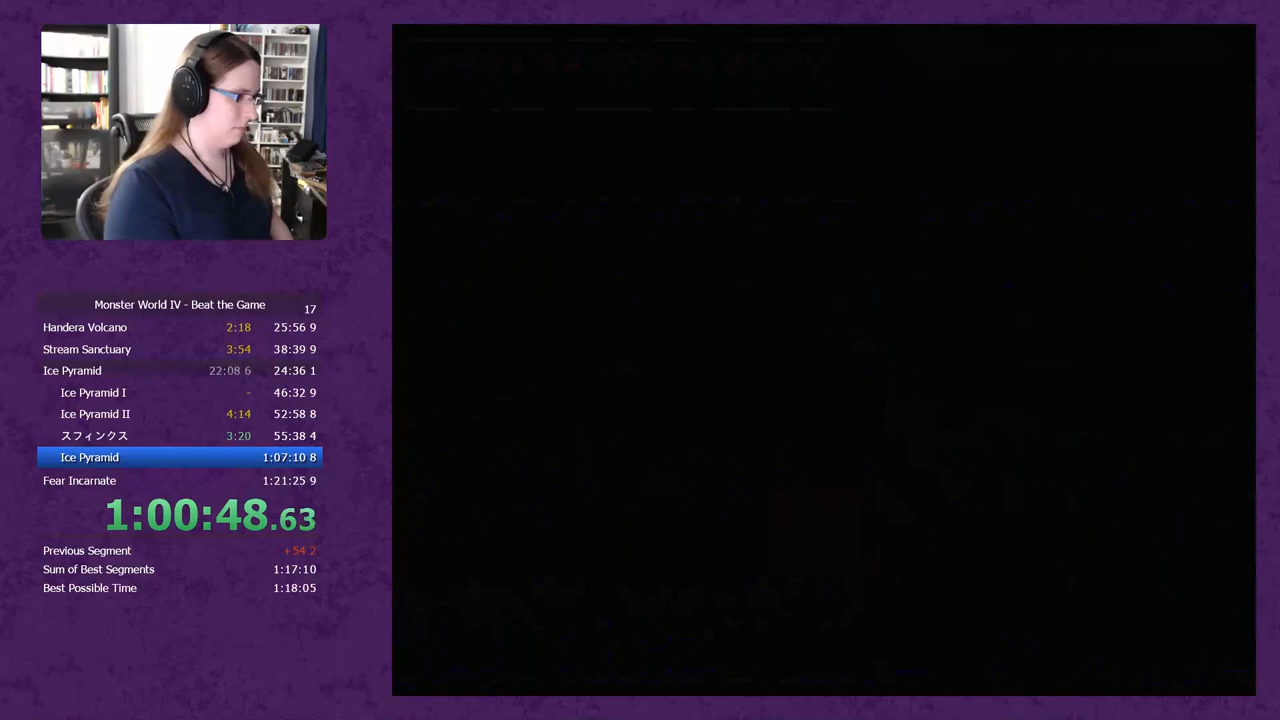 Monster World IV - Beat the Game
17
Handera Volcano 2:18 25:56 9
Stream Sanctuary 3:54 38:39 9
Ice Pyramid 22:08 6 24:36 1
Ice Pyramid I - 46:32 9
Ice Pyramid II 4:14 52:58 8
スフィンクス 3:20 55:38 4
Ice Pyramid 1:07:10 8
Fear Incarnate 1:21:25 9
1:00:48.63
Previous Segment +54 2
Sum of Best Segments 1:17:10
Best Possible Time 1:18:05